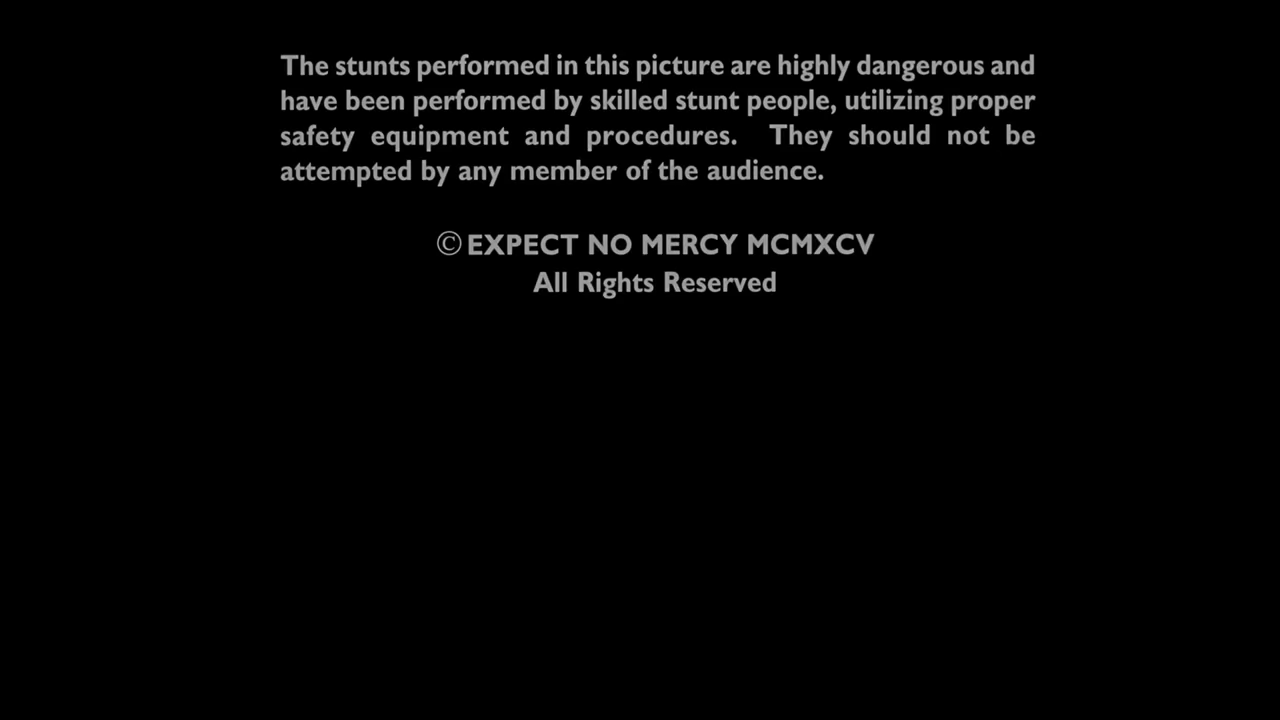 The stunts performed in this picture are highly dangerous and
have been performed by skilled stunt people, utilizing proper
safety equipment and procedures. They should not be
attempted by any member of the audience.
© EXPECT NO MERCY MCMXCV
All Rights Reserved